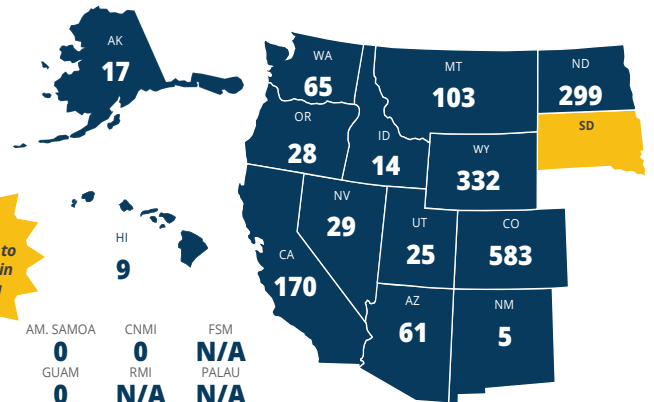 AK
17
WA
65
MT
103
ND
299
OR
28
ID
14
SD
WY
332
NV
29
UT
25
CO
583
HI
9
CA
170
AZ
61
NM
5
to
in
AM. SAMOA CNMI FSM
0 0 N/A
GUAM RMI PALAU
0 N/A N/A